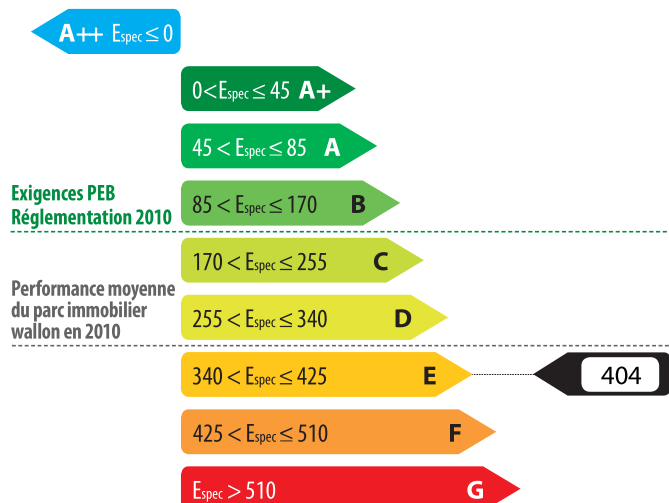 A++ Espec ≤ 0
0 < Espec ≤ 45 A+
45 < Espec ≤ 85 A
Exigences PEB
Réglementation 2010
85 < Espec ≤ 170 B
170 < Espec ≤ 255 C
Performance moyenne
du parc immobilier
wallon en 2010
255 < Espec ≤ 340 D
340 < Espec ≤ 425 E
404
425 < Espec ≤ 510 F
Espec > 510 G